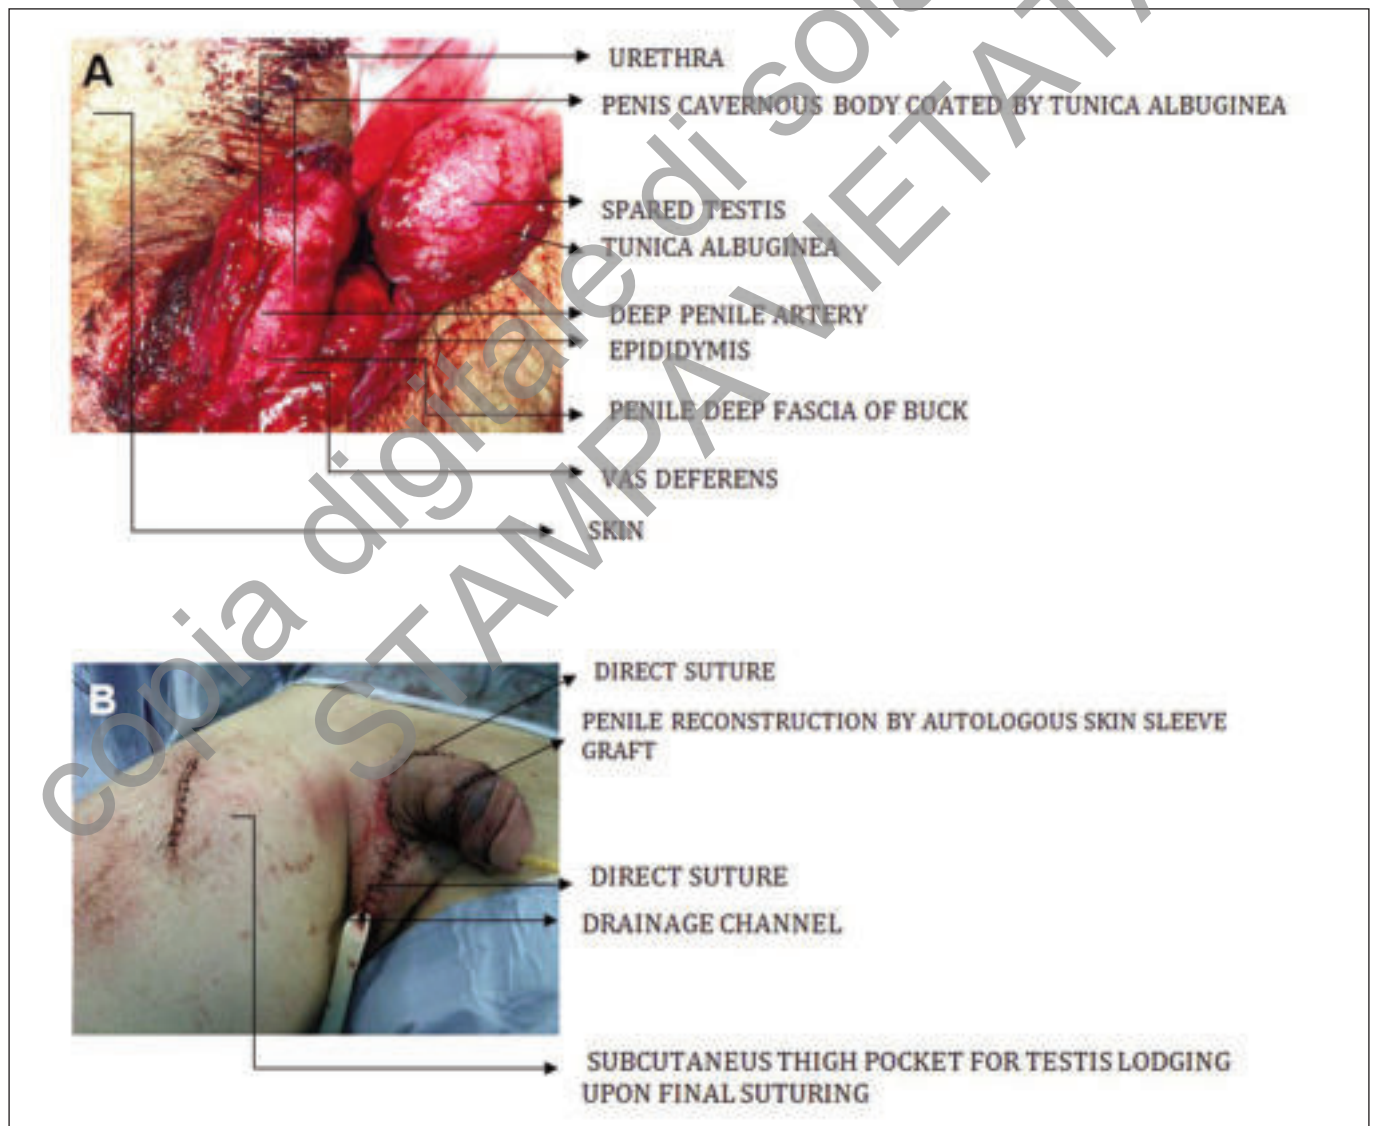 A
URETHRA
PENIS CAVERNOUS BODY COATED BY TUNICA ALBUGINEA
SPARED TESTIS
TUNICA ALBUGINEA
DEEP PENILE ARTERY
EPIDIDYMIS
PENILE DEEP FASCIA OF BUCK
VAS DEFERENS
SKIN
B
DIRECT SUTURE
PENILE RECONSTRUCTION BY AUTOLOGOUS SKIN SLEEVE
GRAFT
DIRECT SUTURE
DRAINAGE CHANNEL
SUBCUTANEUS THIGH POCKET FOR TESTIS LODGING
UPON FINAL SUTURING
copia digitale di
STAMPA VIETATA